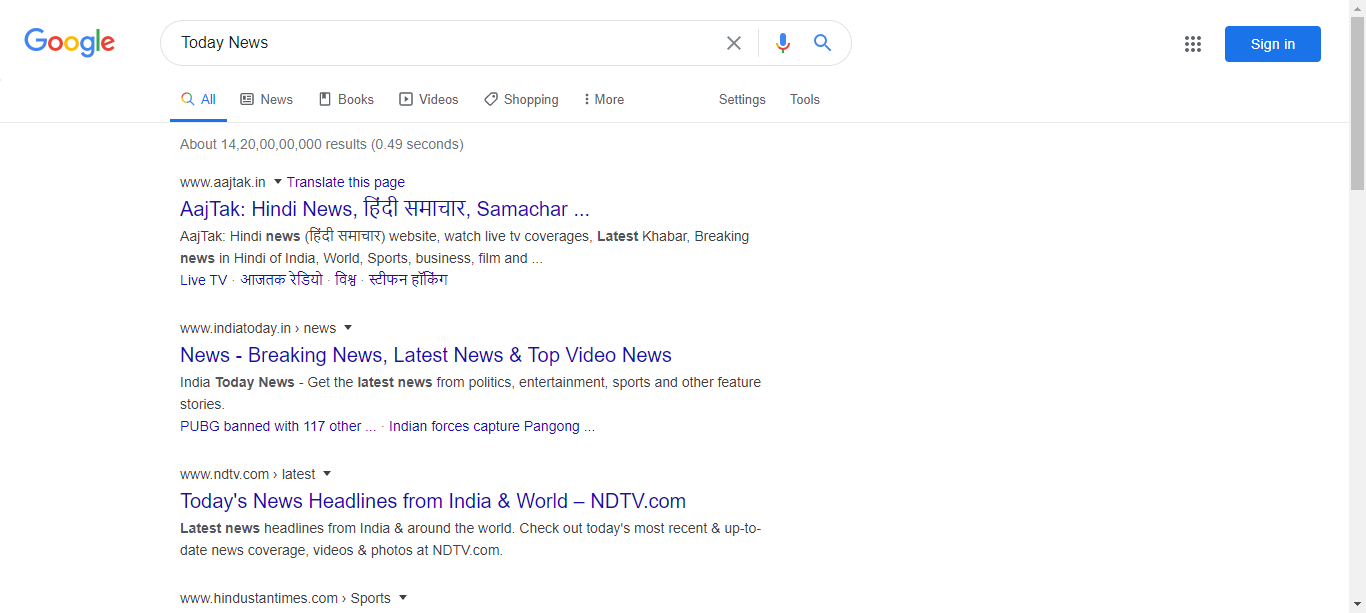 Google
Today News
Sign in
All News Books Videos Shopping More Settings Tools
About 14,20,00,00,000 results (0.49 seconds)
www.aajtak.in Translate this page
AajTak: Hindi News, हिंदी समाचार, Samachar ...
AajTak: Hindi news (हिंदी समाचार) website, watch live tv coverages, Latest Khabar, Breaking
news in Hindi of India, World, Sports, business, film and ...
Live TV · आजतक रेडियो · विश्व · स्टीफन हॉकिंग
www.indiatoday.in › news
News - Breaking News, Latest News & Top Video News
India Today News - Get the latest news from politics, entertainment, sports and other feature
stories.
PUBG banned with 117 other ... · Indian forces capture Pangong ...
www.ndtv.com › latest
Today's News Headlines from India & World – NDTV.com
Latest news headlines from India & around the world. Check out today's most recent & up-to-
date news coverage, videos & photos at NDTV.com.
www.hindustantimes.com › Sports